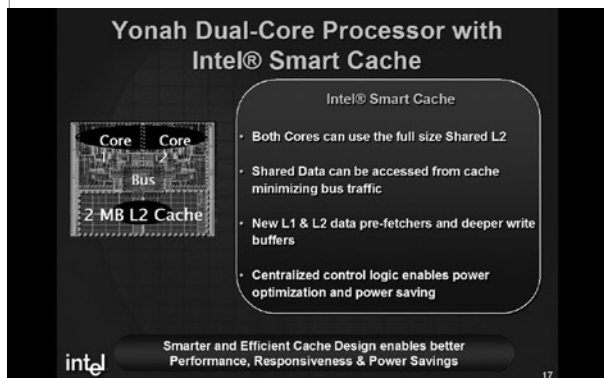 Yonah Dual-Core Processor with
Intel® Smart Cache
Intel® Smart Cache
Core
1
Core
2
Bus
2 MB L2 Cache
• Both Cores can use the full size Shared L2
• Shared Data can be accessed from cache
minimizing bus traffic
• New L1 & L2 data pre-fetchers and deeper write
buffers
• Centralized control logic enables power
optimization and power saving
Smarter and Efficient Cache Design enables better
Performance, Responsiveness & Power Savings
intel
17